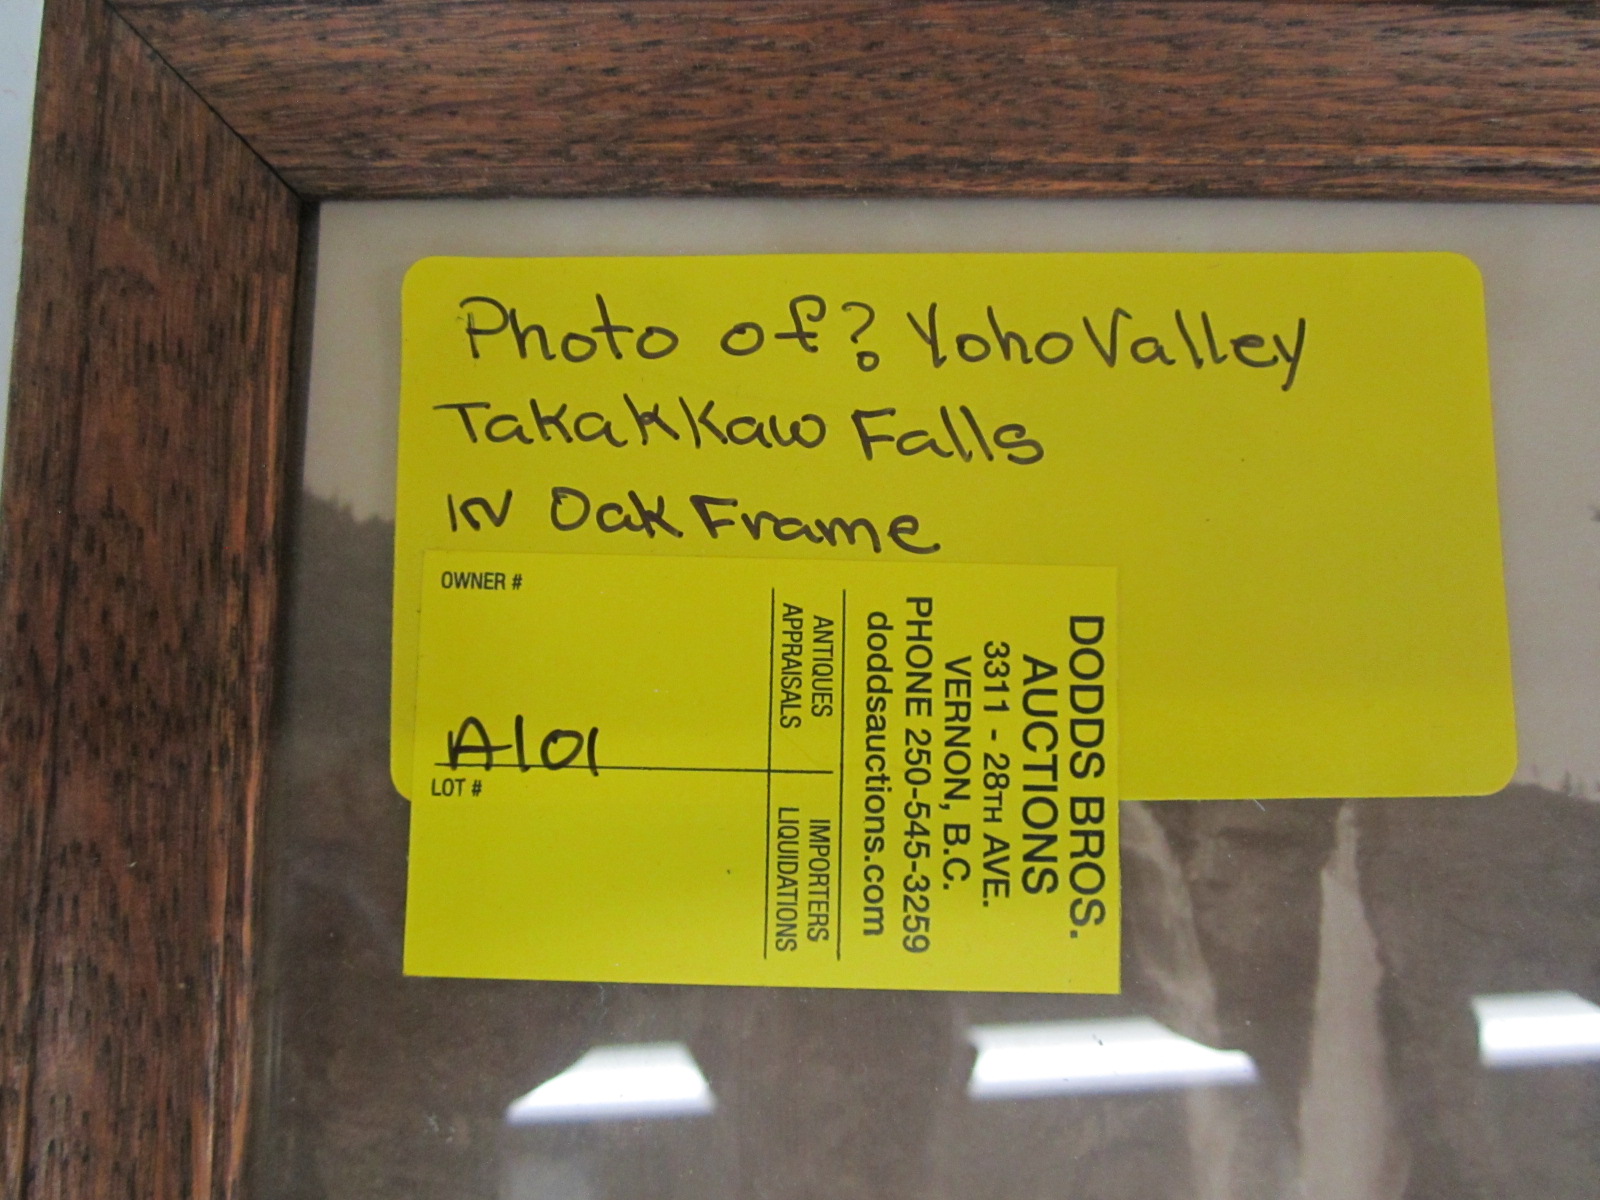 Photo of? Yoho Valley
Takakkaw Falls
IN Oak Frame
OWNER #
A101
LOT #
DODDS BROS.
AUCTIONS
3311 - 28TH AVE.
VERNON, B.C.
PHONE 250-545-3259
doddsauctions.com
ANTIQUES
APPRAISALS
IMPORTERS
LIQUIDATIONS